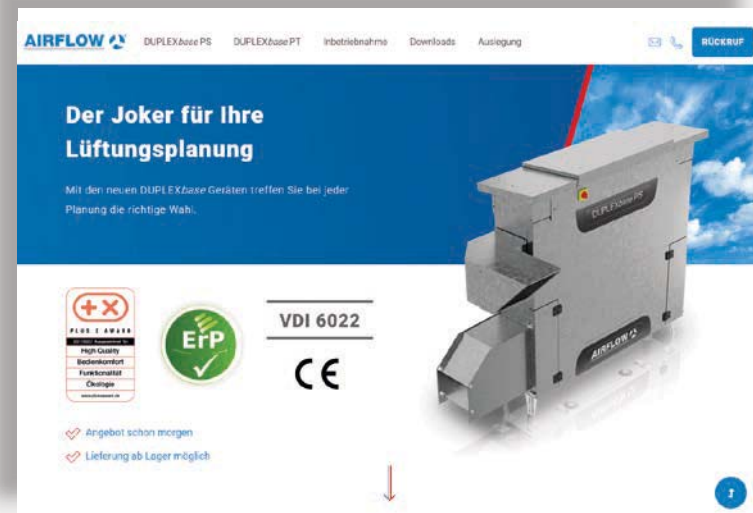 AIRFLOW
DUPLEXbase PS
DUPLEXbase PT
Inbetriebnahme
Downloads
Auslegung
RÜCKRUF
Der Joker für Ihre
Lüftungsplanung
Mit den neuen DUPLEXbase Geräten treffen Sie bei jeder
Planung die richtige Wahl.
DUPLEXbase PS
AIRFLOW
PLUS X AWARD
High Quality
Bedienkomfort
Funktionalität
Ökologie
ErP
VDI 6022
CE
Angebot schon morgen
Lieferung ab Lager möglich